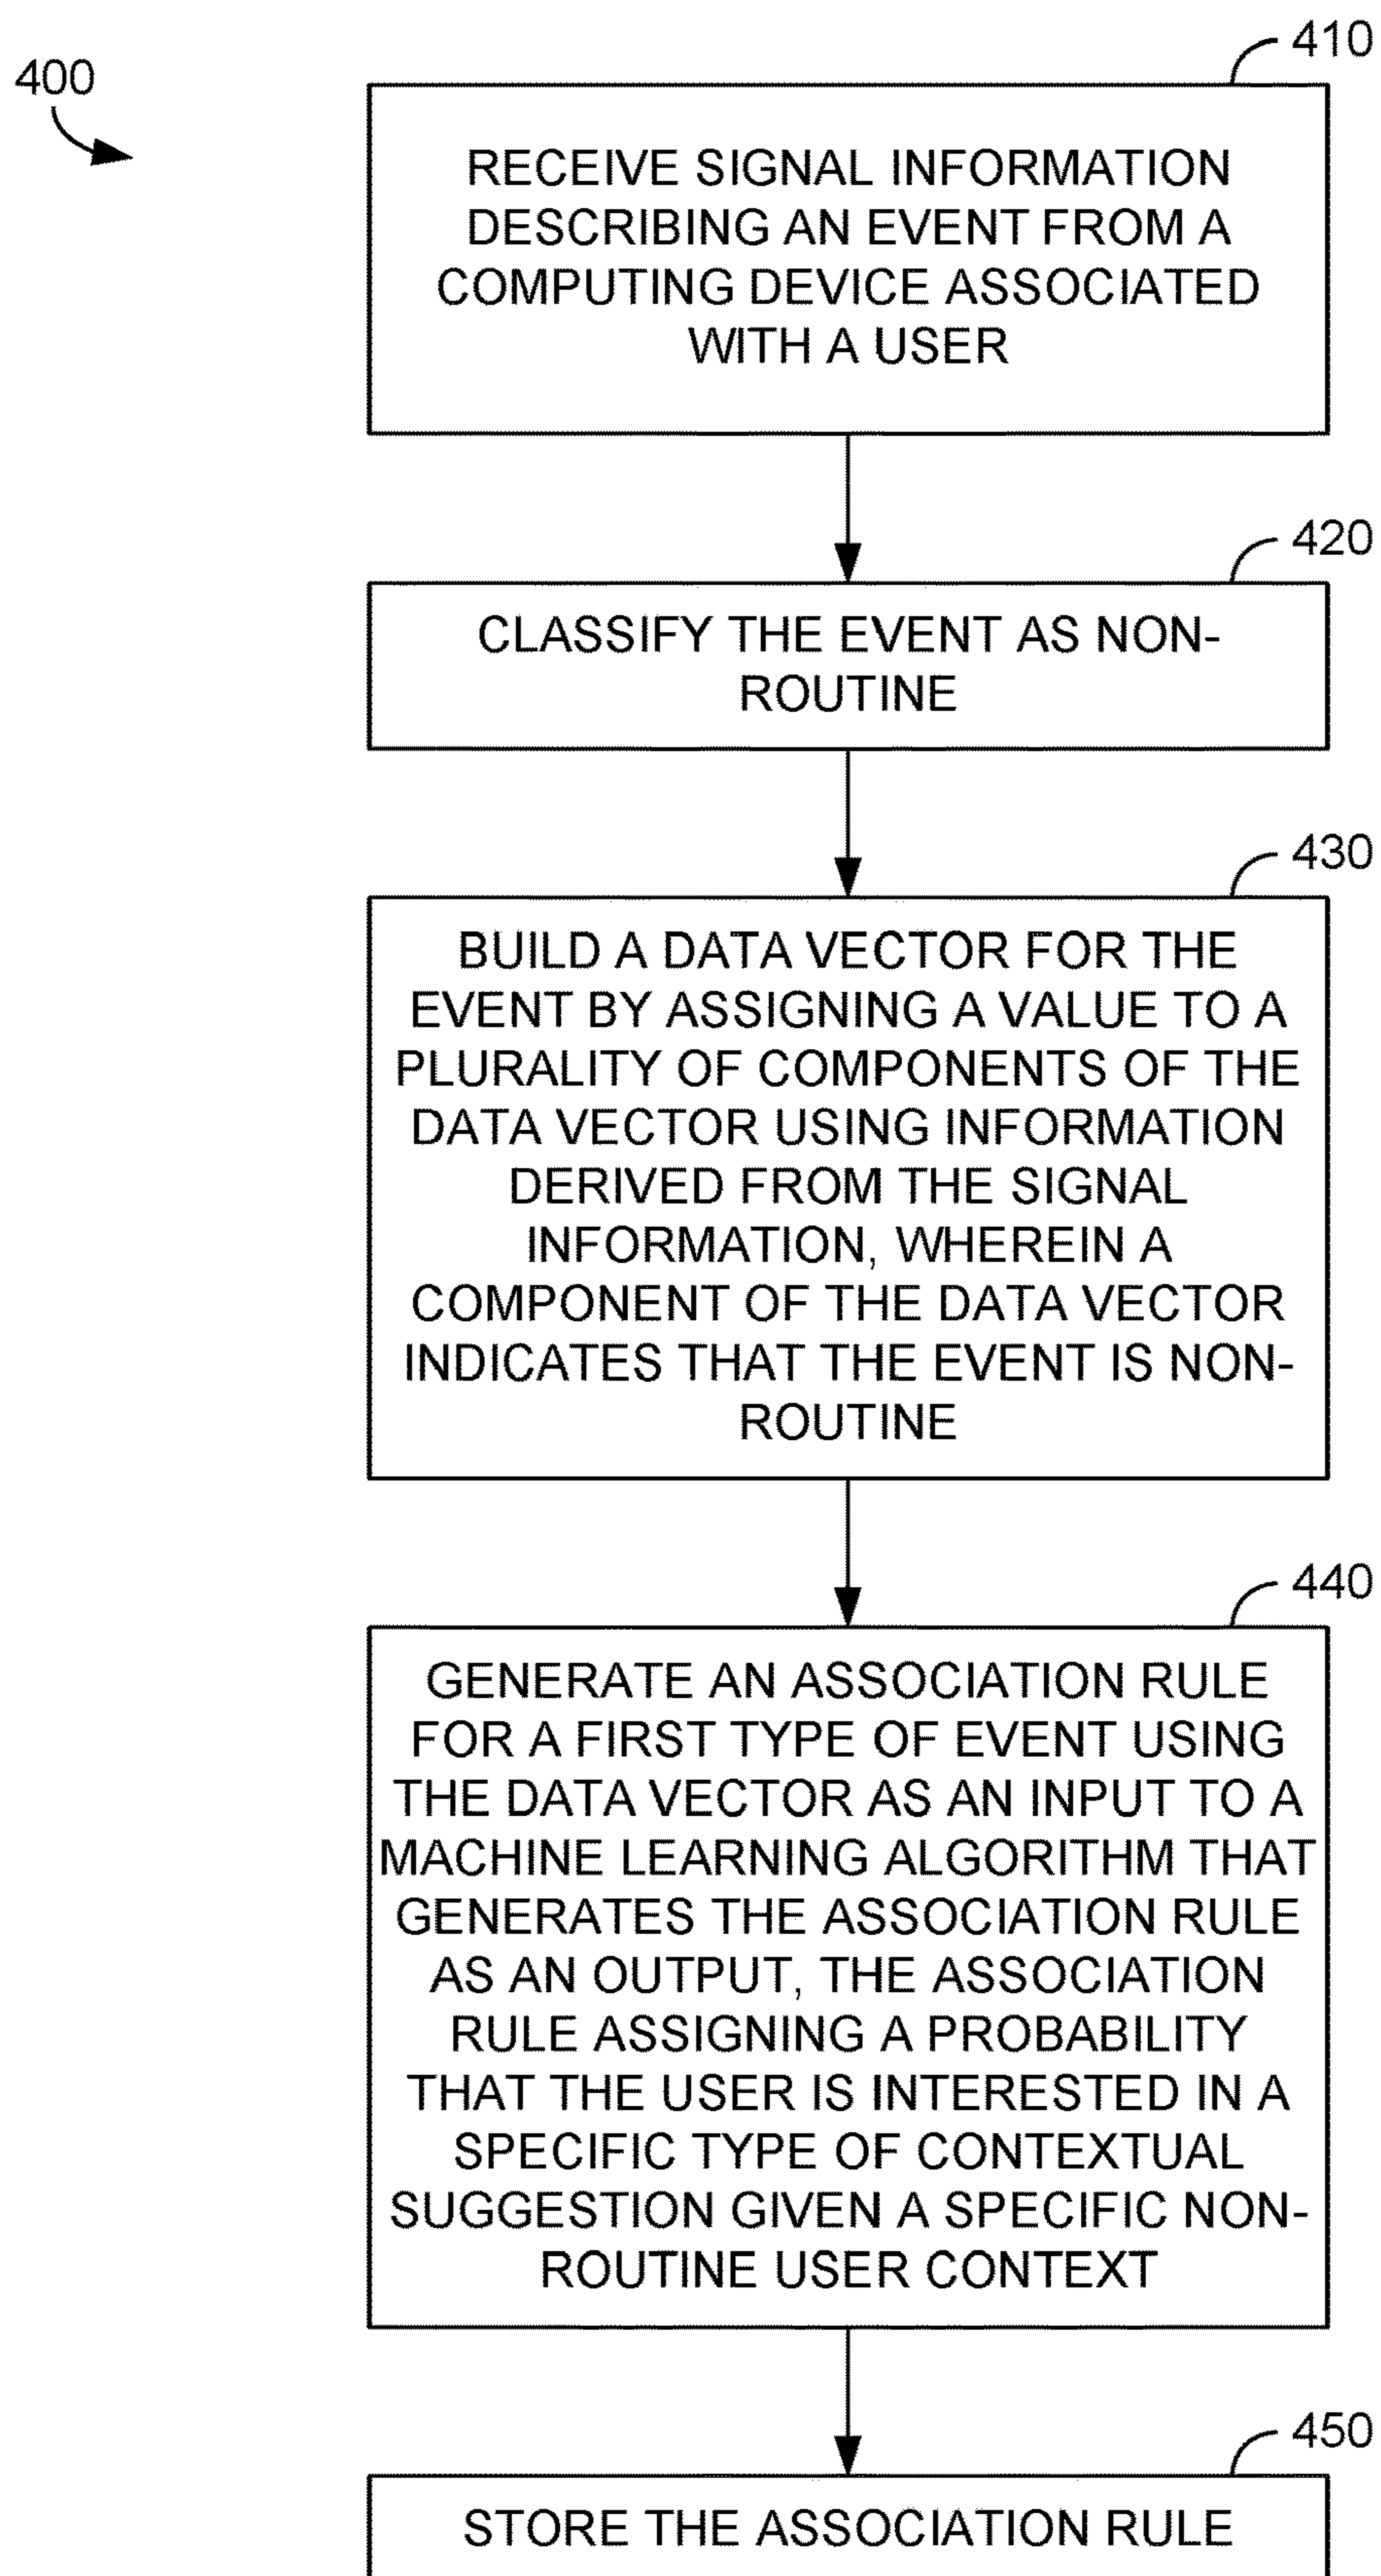 400
410
RECEIVE SIGNAL INFORMATION
DESCRIBING AN EVENT FROM A
COMPUTING DEVICE ASSOCIATED
WITH A USER
420
CLASSIFY THE EVENT AS NON-
ROUTINE
430
BUILD A DATA VECTOR FOR THE
EVENT BY ASSIGNING A VALUE TO A
PLURALITY OF COMPONENTS OF THE
DATA VECTOR USING INFORMATION
DERIVED FROM THE SIGNAL
INFORMATION, WHEREIN A
COMPONENT OF THE DATA VECTOR
INDICATES THAT THE EVENT IS NON-
ROUTINE
440
GENERATE AN ASSOCIATION RULE
FOR A FIRST TYPE OF EVENT USING
THE DATA VECTOR AS AN INPUT TO A
MACHINE LEARNING ALGORITHM THAT
GENERATES THE ASSOCIATION RULE
AS AN OUTPUT, THE ASSOCIATION
RULE ASSIGNING A PROBABILITY
THAT THE USER IS INTERESTED IN A
SPECIFIC TYPE OF CONTEXTUAL
SUGGESTION GIVEN A SPECIFIC NON-
ROUTINE USER CONTEXT
450
STORE THE ASSOCIATION RULE